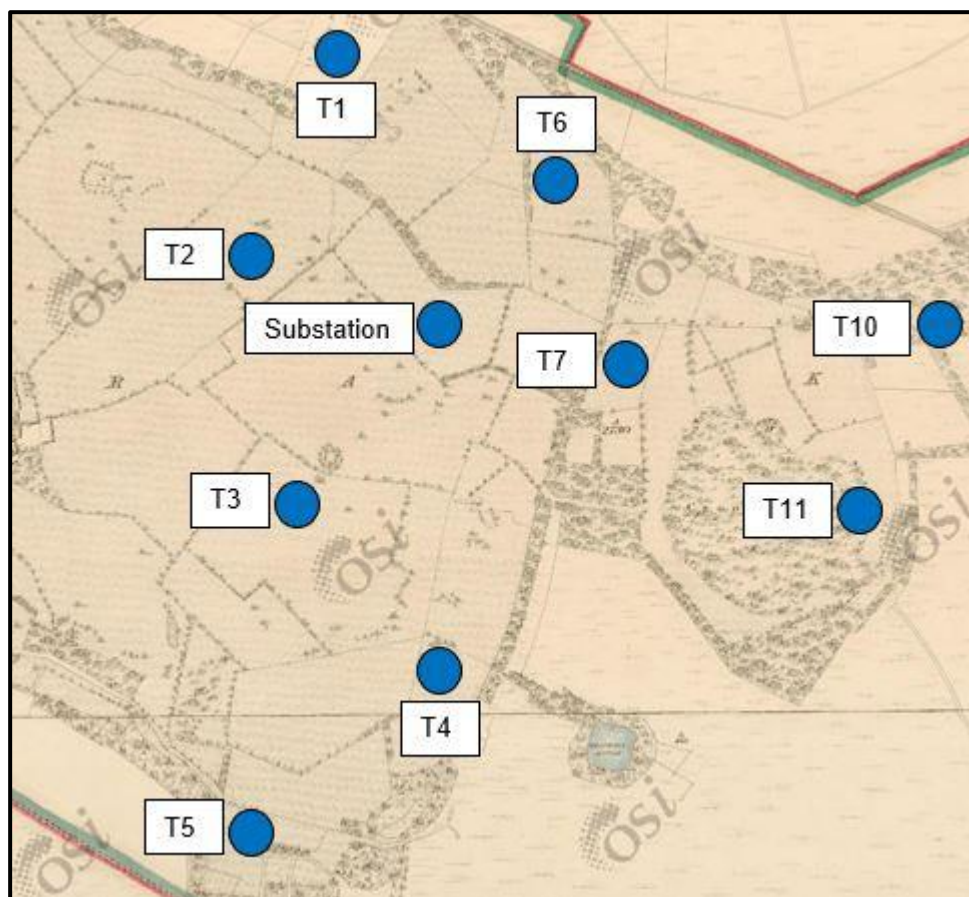 T1
T6
T2
OSi
OSi
Substation
T10
T7
R
A
K
T3
T11
OSi
OSi
T4
T5
OSi
OSi